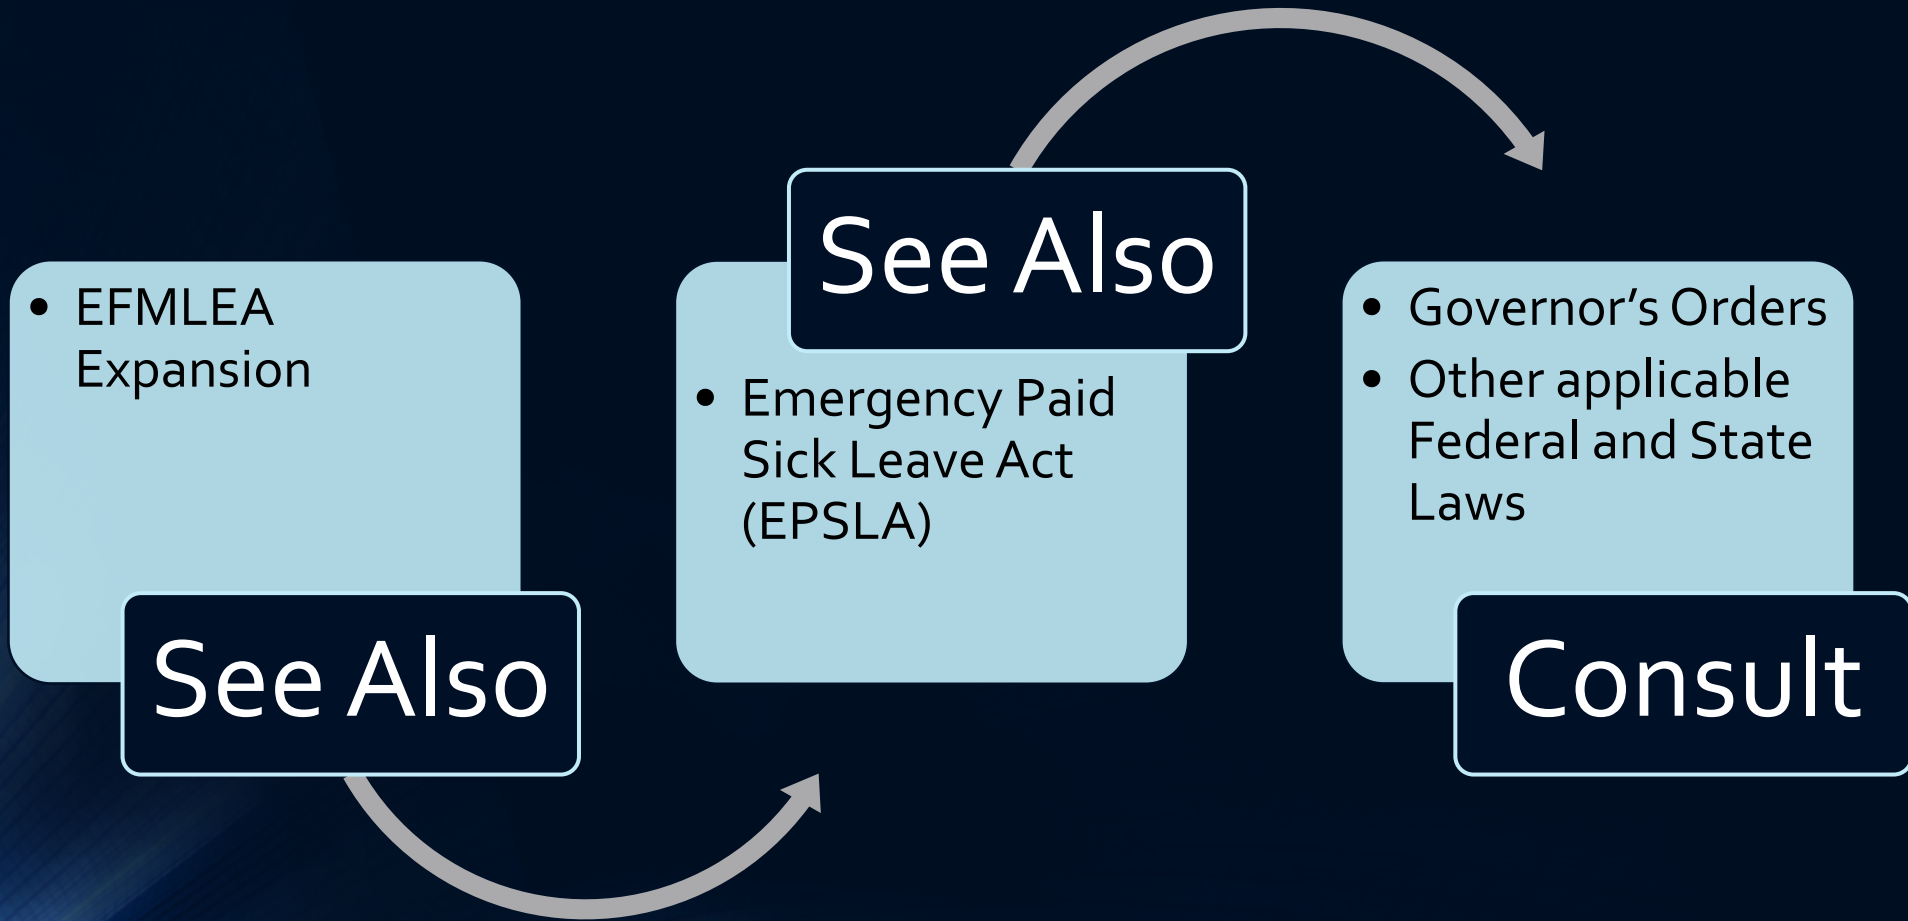 • EFMLEA
Expansion
See Also
See Also
• Emergency Paid
Sick Leave Act
(EPSLA)
• Governor’s Orders
• Other applicable
Federal and State
Laws
Consult